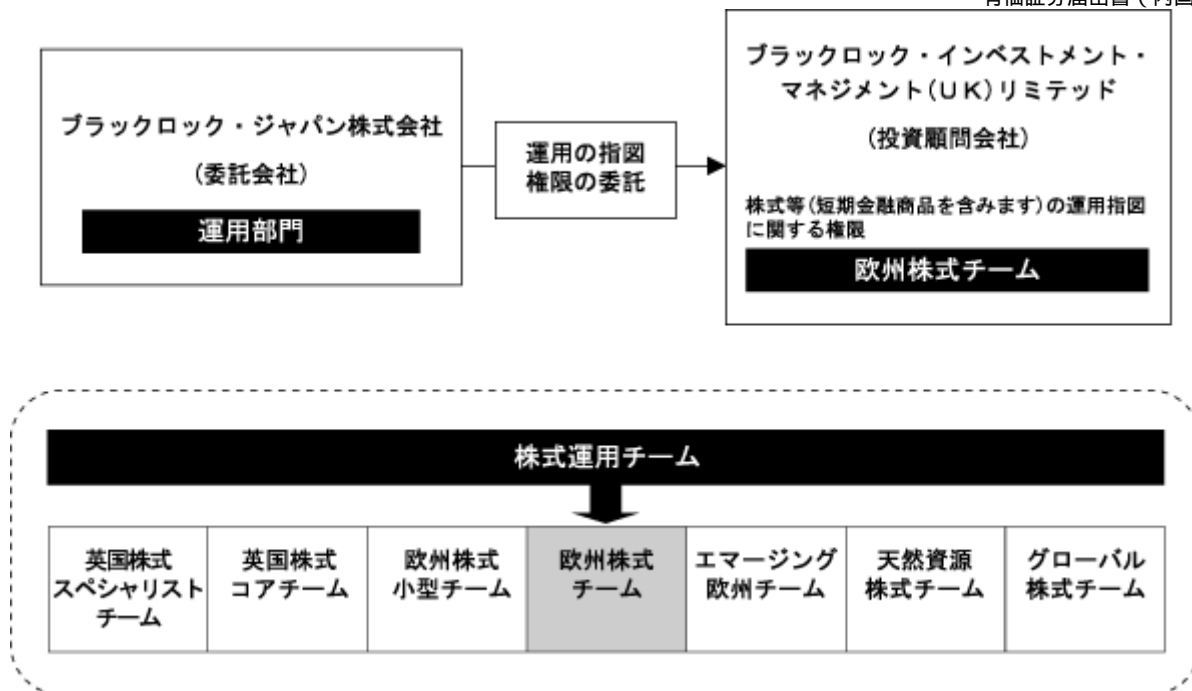 ブラックロック・ジャパン株式会社
(委託会社)
運用部門
運用の指図
権限の委託
ブラックロック・インベストメント・
マネジメント(UK)リミテッド
(投資顧問会社)
株式等(短期金融商品を含みます)の運用指図
に関する権限
欧州株式チーム
株式運用チーム
英国株式
スペシャリスト
チーム
英国株式
コアチーム
欧州株式
小型チーム
欧州株式
チーム
エマージング
欧州チーム
天然資源
株式チーム
グローバル
株式チーム